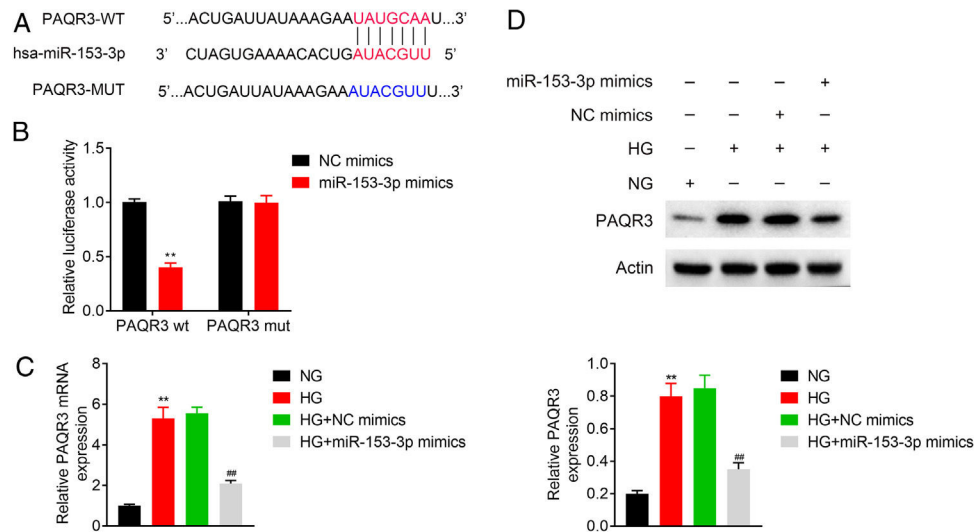 A
PAQR3-WT 5'...ACUGAUUAUAAAGAAUAUGCAAU...3'
hsa-miR-153-3p 3' CUAGUGAAAACACUGAUACGUU 5'
PAQR3-MUT 5'...ACUGAUUAUAAAGAAAUACGUUU...3'
B
Relative luciferase activity
1.5
1.0
0.5
0.0
**
PAQR3 wt PAQR3 mut
NC mimics
miR-153-3p mimics
C
Relative PAQR3 mRNA
expression
8
6
4
2
0
**
##
NG
HG
HG+NC mimics
HG+miR-153-3p mimics
D
miR-153-3p mimics – – – +
NC mimics – – + –
HG – + + +
NG + – – –
PAQR3
Actin
Relative PAQR3
expression
0.8
0.6
0.4
0.2
0.0
**
##
NG
HG
HG+NC mimics
HG+miR-153-3p mimics